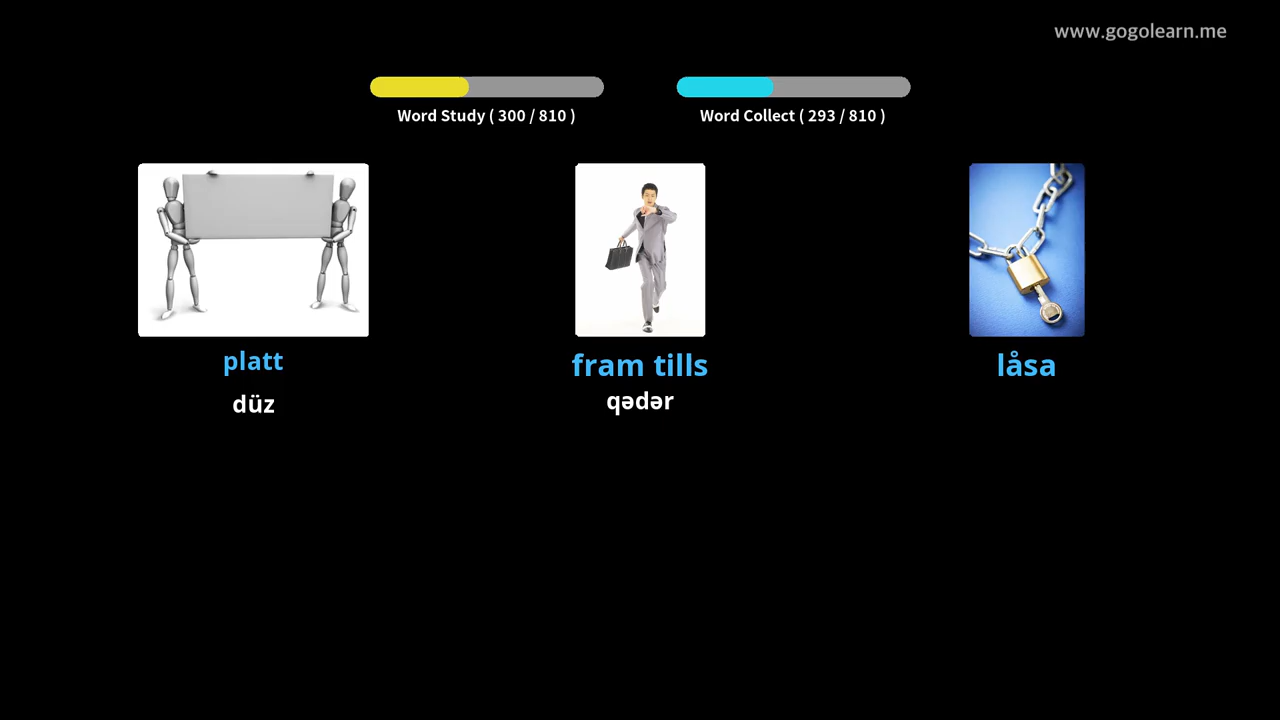 www.gogolearn.me
Word Study ( 300 / 810 )
Word Collect ( 293 / 810 )
platt
düz
fram tills
qədər
låsa